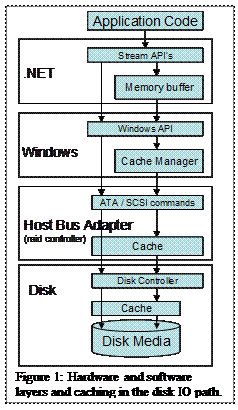 Application Code
Stream API's
.NET
Memory buffer
Windows API
Windows
Cache Manager
ATA / SCSI commands
Host Bus Adapter
(raid controller)
Cache
Disk Controller
Disk
Cache
Disk Media
Figure 1: Hardware and software
layers and caching in the disk IO path.